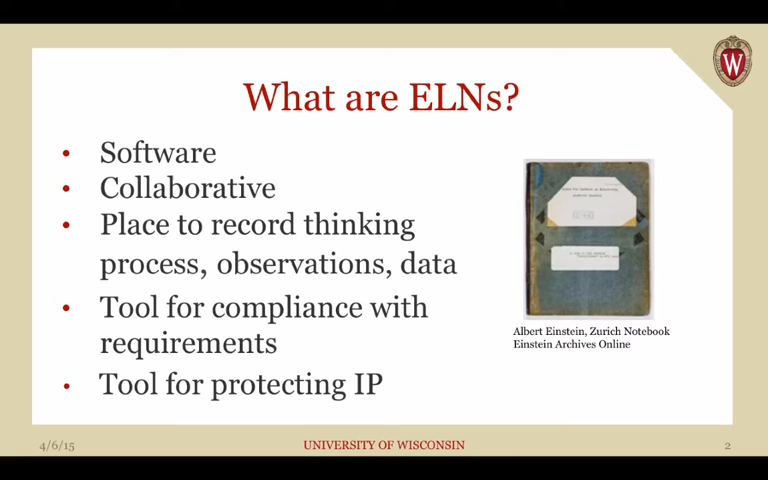 W
What are ELNs?
• Software
• Collaborative
• Place to record thinking
process, observations, data
• Tool for compliance with
requirements
• Tool for protecting IP
Albert Einstein, Zurich Notebook
Einstein Archives Online
4/6/15
UNIVERSITY OF WISCONSIN
2